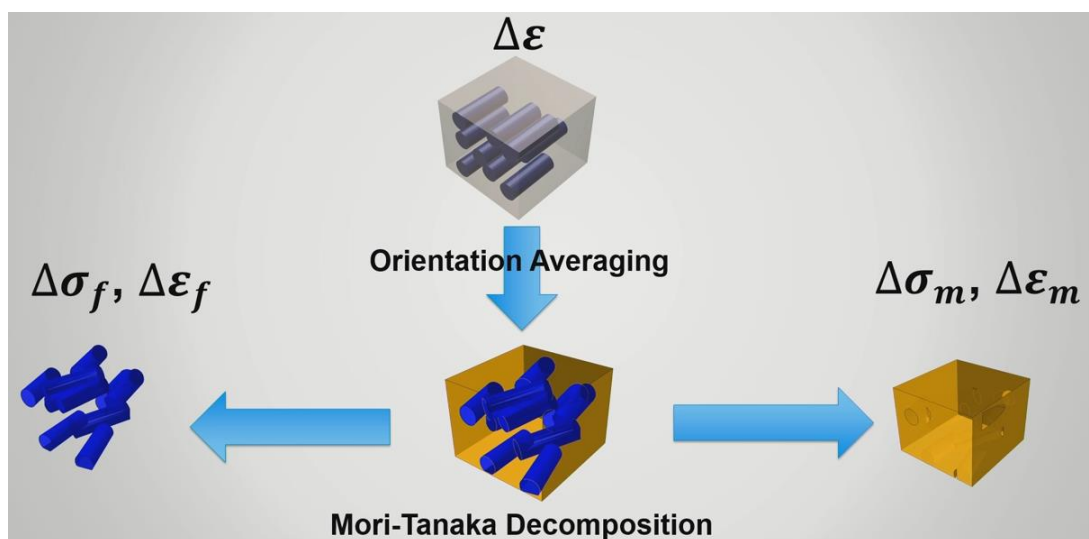 Δε
Orientation Averaging
Δσ_f, Δε_f
Δσ_m, Δε_m
Mori-Tanaka Decomposition